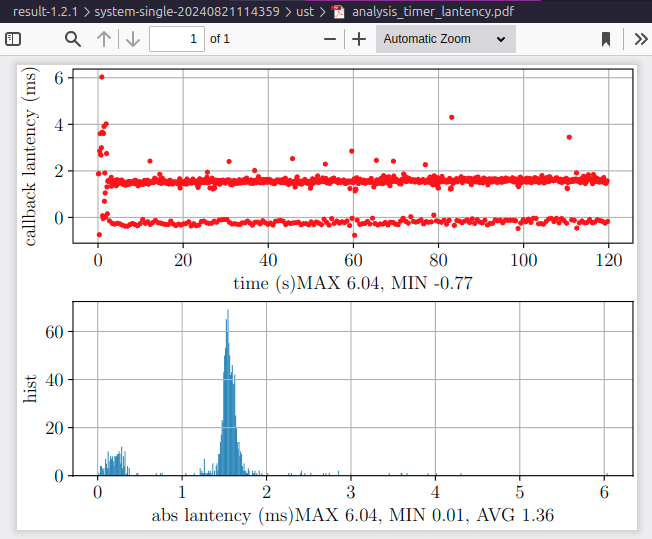 result-1.2.1 > system-single-20240821114359 > ust > analysis_timer_lantency.pdf
1 of 1 Automatic Zoom
callback lantency (ms)
6
4
2
0
0 20 40 60 80 100 120
time (s)MAX 6.04, MIN -0.77
hist
60
40
20
0
0 1 2 3 4 5 6
abs lantency (ms)MAX 6.04, MIN 0.01, AVG 1.36